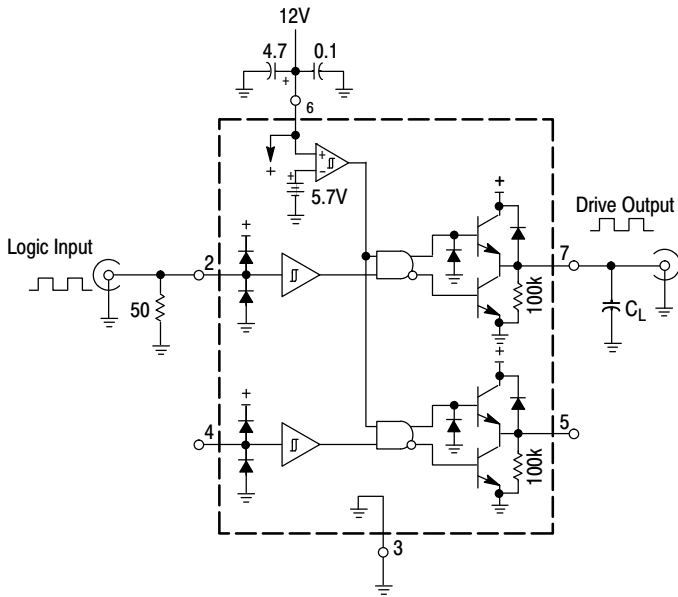 12V
4.7
0.1
+
6
+
+
−
+
5.7V
+
Drive Output
Logic Input
+
2
7
50
100k
CL
+
+
4
5
100k
3